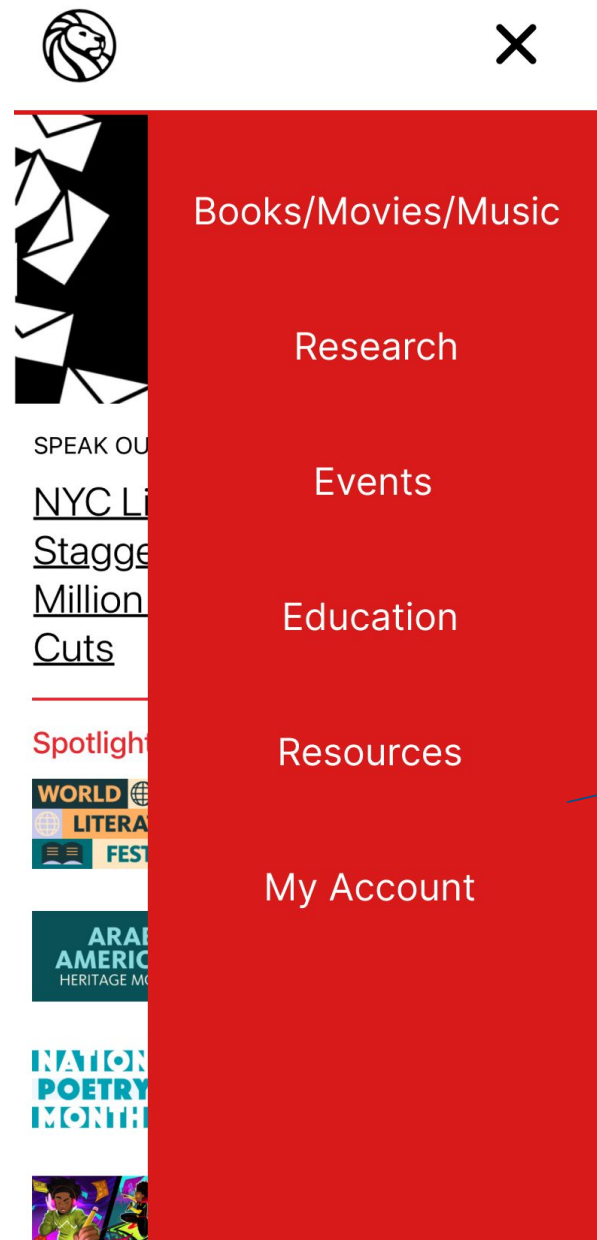 Books/Movies/Music
Research
Events
Education
Resources
My Account
SPEAK OU
NYC Li
Stagge
Million
Cuts
Spotlight
WORLD
LITERA
FEST
ARAB
AMERIC
HERITAGE MO
NATION
POETRY
MONTH